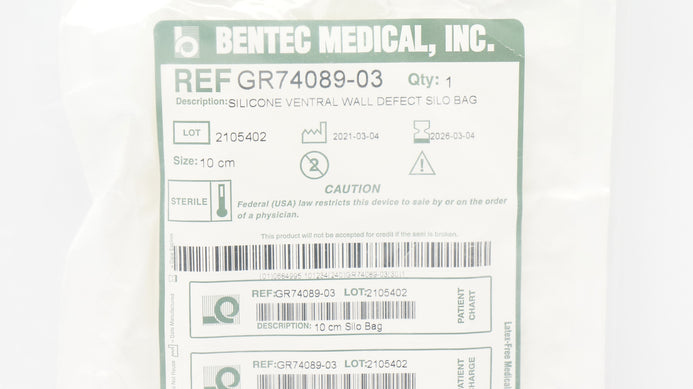 BENTEC MEDICAL, INC.
REF GR74089-03 Qty: 1
Description: SILICONE VENTRAL WALL DEFECT SILO BAG
LOT 2105402 2021-03-04 2026-03-04
Size: 10 cm
2
CAUTION
STERILE
Federal (USA) law restricts this device to sale by or on the order
of a physician.
This product will not be accepted for credit if the seal is broken.
REF:GR74089-03 LOT:2105402
DESCRIPTION: 10 cm Silo Bag
PATIENT
CHART
REF:GR74089-03 LOT:2105402
PATIENT
CHARGE
Latex-Free Medical